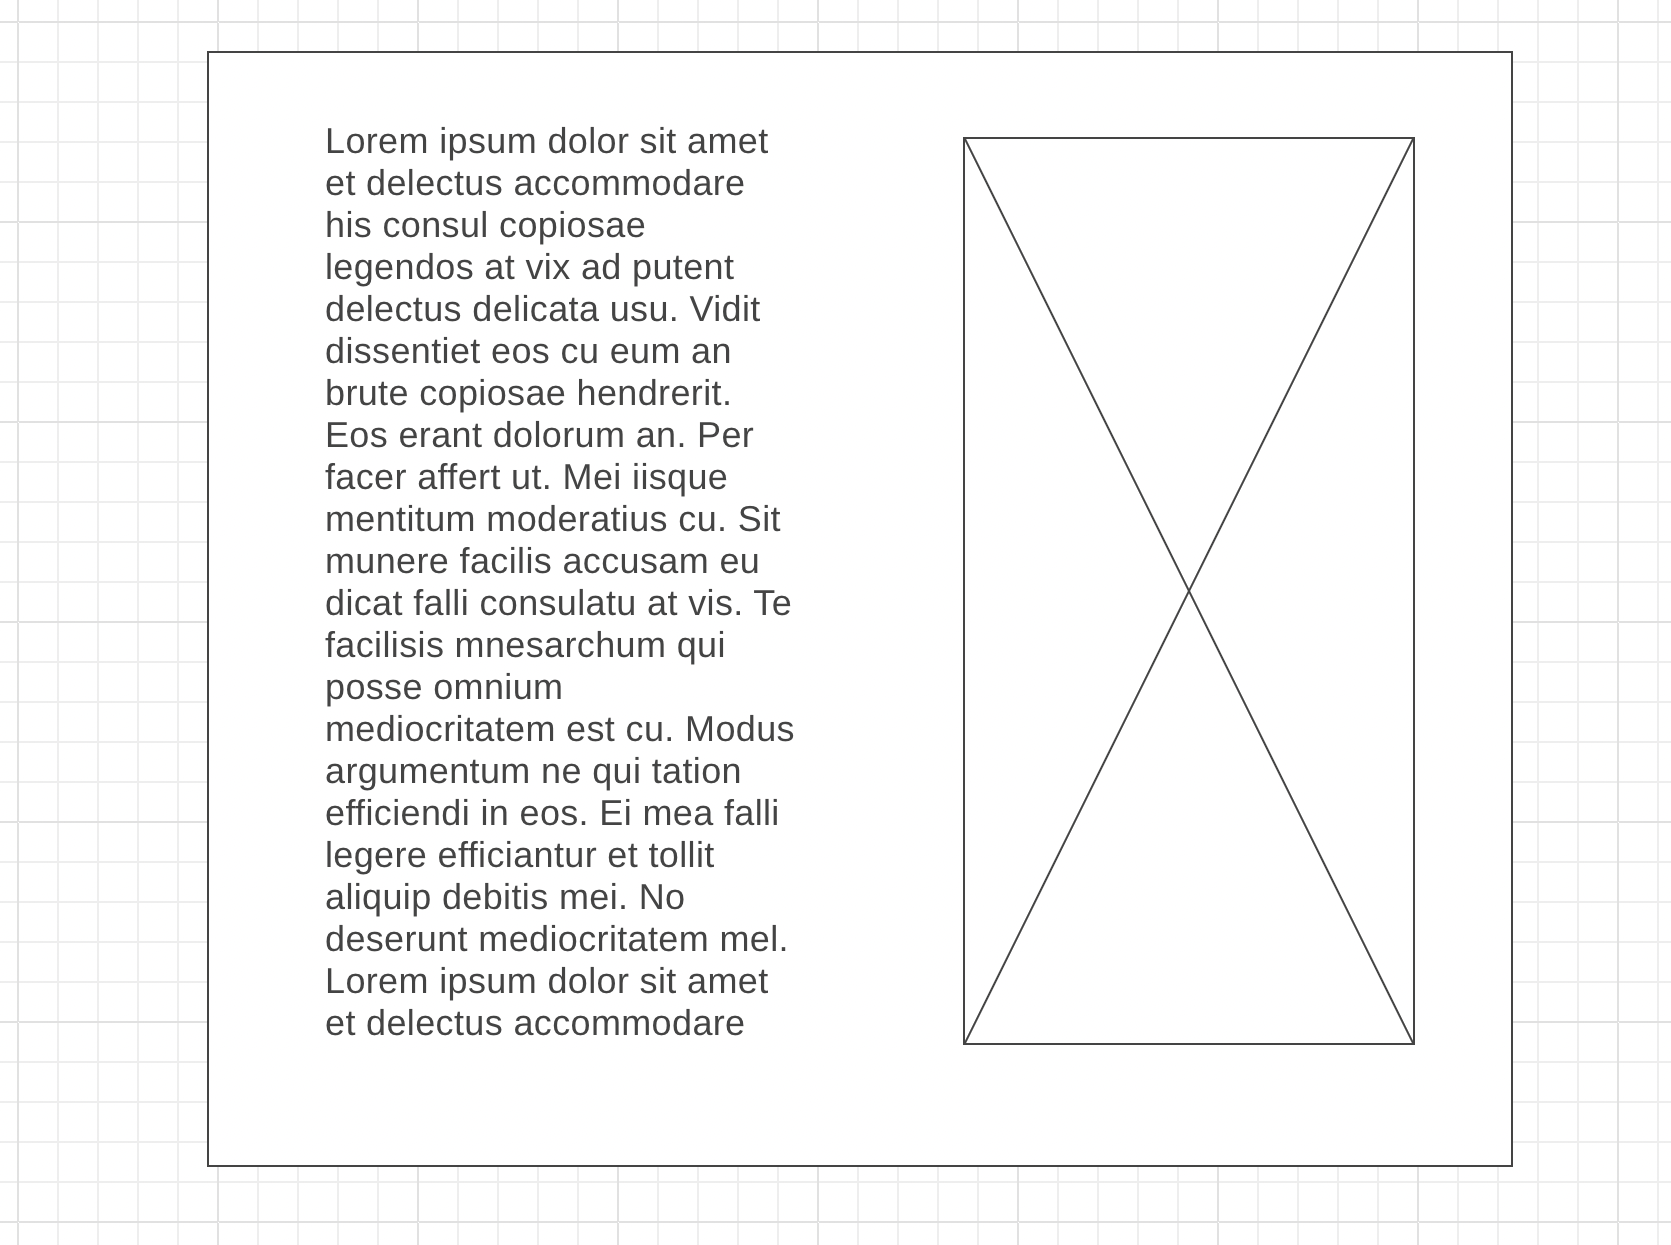 Lorem ipsum dolor sit amet
et delectus accommodare
his consul copiosae
legendos at vix ad putent
delectus delicata usu. Vidit
dissentiet eos cu eum an
brute copiosae hendrerit.
Eos erant dolorum an. Per
facer affert ut. Mei iisque
mentitum moderatius cu. Sit
munere facilis accusam eu
dicat falli consulatu at vis. Te
facilisis mnesarchum qui
posse omnium
mediocritatem est cu. Modus
argumentum ne qui tation
efficiendi in eos. Ei mea falli
legere efficiantur et tollit
aliquip debitis mei. No
deserunt mediocritatem mel.
Lorem ipsum dolor sit amet
et delectus accommodare